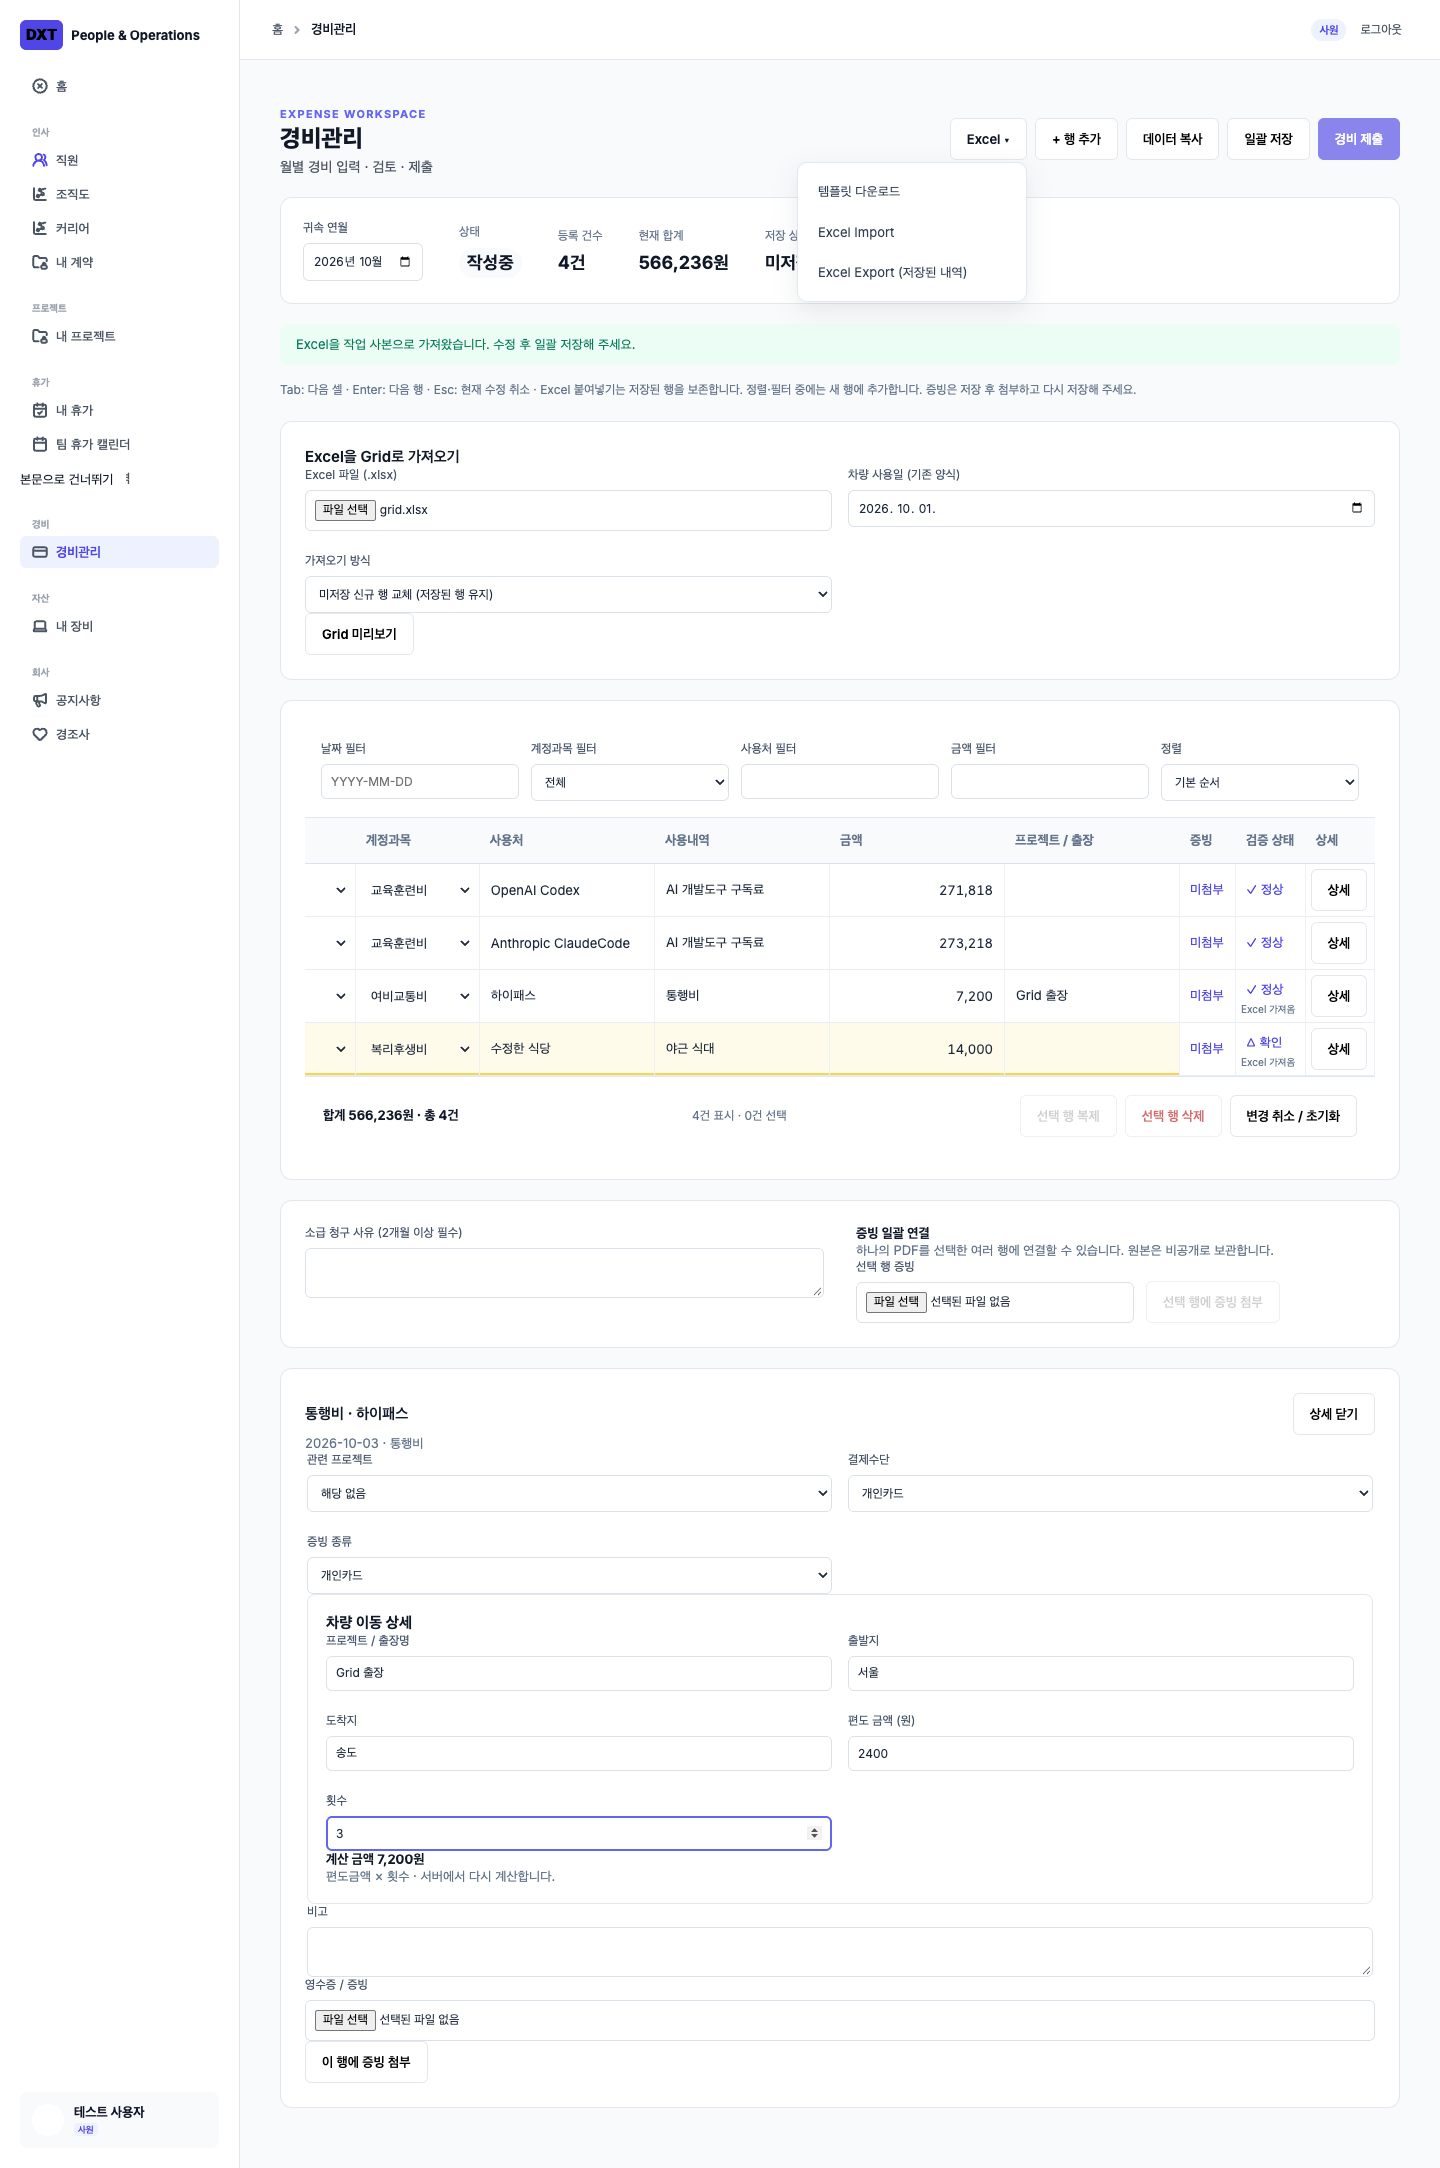 DXT People & Operations
홈
인사
직원
조직도
커리어
내 계약
프로젝트
내 프로젝트
휴가
내 휴가
팀 휴가 캘린더
본문으로 건너뛰기
경비
경비관리
자산
내 장비
회사
공지사항
경조사
테스트 사용자
사원
홈 > 경비관리
사원 로그아웃
EXPENSE WORKSPACE
경비관리
월별 경비 입력 · 검토 · 제출
Excel ▾ + 행 추가 데이터 복사 일괄 저장 경비 제출
템플릿 다운로드
Excel Import
Excel Export (저장된 내역)
귀속 연월 상태 등록 건수 현재 합계 저장
2026년 10월 작성중 4건 566,236원 미저
Excel을 작업 사본으로 가져왔습니다. 수정 후 일괄 저장해 주세요.
Tab: 다음 셀 · Enter: 다음 행 · Esc: 현재 수정 취소 · Excel 붙여넣기는 저장된 행을 보존합니다. 정렬·필터 중에는 새 행에 추가합니다. 증빙은 저장 후 첨부하고 다시 저장해 주세요.
Excel을 Grid로 가져오기
Excel 파일 (.xlsx) 차량 사용일 (기존 양식)
파일 선택 grid.xlsx 2026. 10. 01.
가져오기 방식
미저장 신규 행 교체 (저장된 행 유지)
Grid 미리보기
날짜 필터 계정과목 필터 사용처 필터 금액 필터 정렬
YYYY-MM-DD 전체 기본 순서
계정과목 사용처 사용내역 금액 프로젝트 / 출장 증빙 검증 상태 상세
교육훈련비 OpenAI Codex AI 개발도구 구독료 271,818 미첨부 ✓ 정상 상세
교육훈련비 Anthropic ClaudeCode AI 개발도구 구독료 273,218 미첨부 ✓ 정상 상세
여비교통비 하이패스 통행비 7,200 Grid 출장 미첨부 ✓ 정상 Excel 가져옴 상세
복리후생비 수정한 식당 야근 식대 14,000 미첨부 △ 확인 Excel 가져옴 상세
합계 566,236원 · 총 4건 4건 표시 · 0건 선택 선택 행 복제 선택 행 삭제 변경 취소 / 초기화
소급 청구 사유 (2개월 이상 필수)
증빙 일괄 연결
하나의 PDF를 선택한 여러 행에 연결할 수 있습니다. 원본은 비공개로 보관합니다.
선택 행 증빙
파일 선택 선택된 파일 없음 선택 행에 증빙 첨부
통행비 · 하이패스 상세 닫기
2026-10-03 · 통행비
관련 프로젝트 결제수단
해당 없음 개인카드
증빙 종류
개인카드
차량 이동 상세
프로젝트 / 출장명 출발지
Grid 출장 서울
도착지 편도 금액 (원)
송도 2400
횟수
3
계산 금액 7,200원
편도금액 × 횟수 · 서버에서 다시 계산합니다.
비고
영수증 / 증빙
파일 선택 선택된 파일 없음
이 행에 증빙 첨부